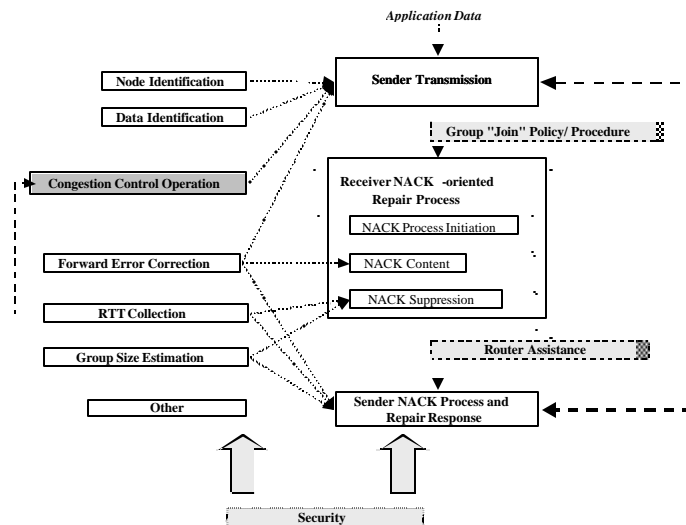 Application Data
Sender Transmission
Node Identification
Data Identification
Group "Join" Policy/ Procedure
Congestion Control Operation
Receiver NACK -oriented
Repair Process
NACK Process Initiation
Forward Error Correction
NACK Content
RTT Collection
NACK Suppression
Group Size Estimation
Router Assistance
Other
Sender NACK Process and
Repair Response
Security